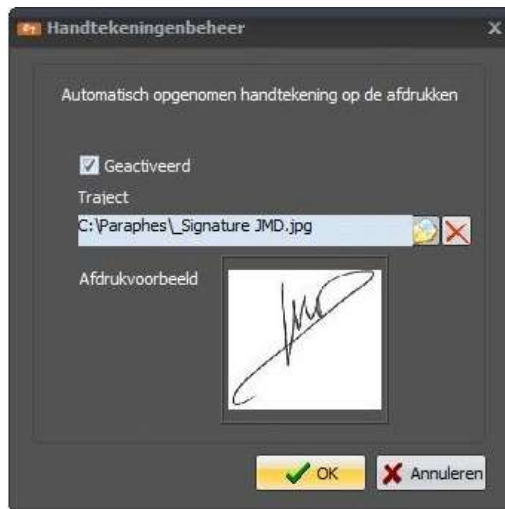 Handtekeningenbeheer
Automatisch opgenomen handtekening op de afdrukken
Geactiveerd
Traject
C:\Paraphes\_Signature JMD.jpg
Afdrukvoorbeeld
OK
Annuleren